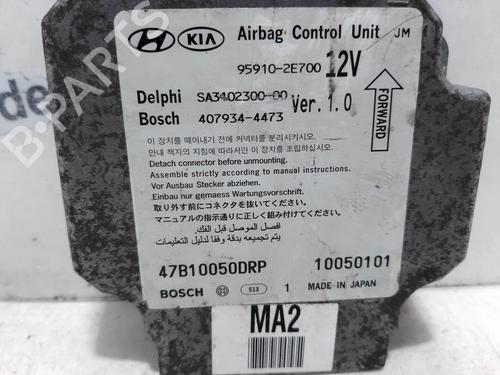 HYUNDAI KIA Airbag Control Unit JM
95910-2E700 12V
Delphi SA3402300-00 Ver. 1.0
Bosch 407934-4473
FORWARD
이 장치를 떼어내기 전에 커넥터를 분리시키시오.
안내 책자의 지침에 따라서만 이 장치를 조립하십시오.
Detach connector before unmounting.
Assemble strictly according to manual instructions.
Vor Ausbau Stecker abziehen.
Einbau nur gemaess Wartungsvorschrift.
取り外す前にコネクタを抜いてください。
マニュアルの指示通りに正しく組み付けてください。
افصل الموصل قبل الفك.
يتم تجميعه بدقة وفقا لدليل التعليمات
47B10050DRP 10050101
BOSCH 513 1 MADE IN JAPAN
MA2